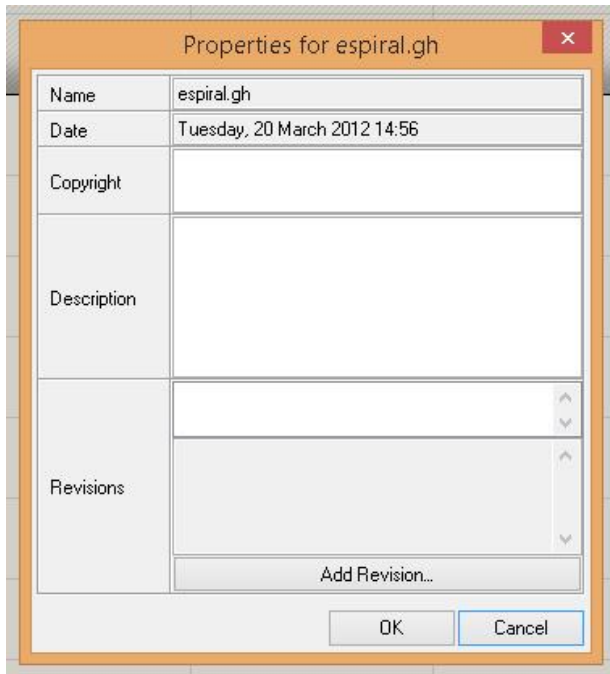 Properties for espiral.gh
Name espiral.gh
Date Tuesday, 20 March 2012 14:56
Copyright
Description
Revisions
Add Revision...
OK Cancel